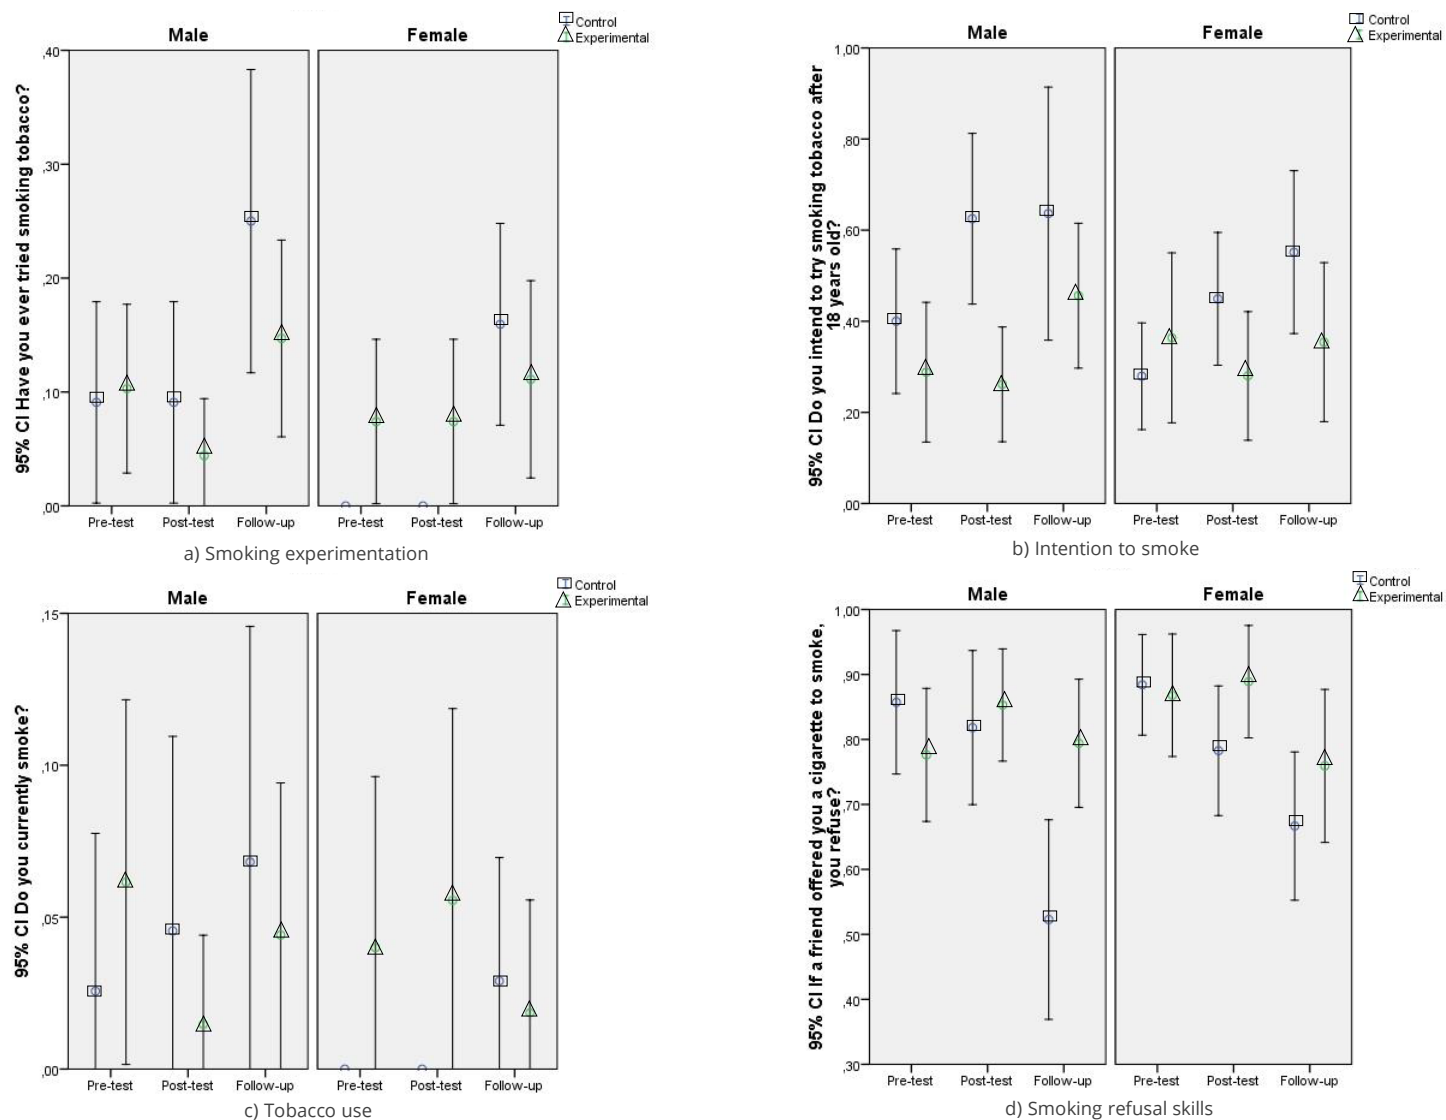 Control
Experimental
Male
Female
95% CI Have you ever tried smoking tobacco?
,40
,30
,20
,10
,00
Pre-test
Post-test
Follow-up
Pre-test
Post-test
Follow-up
a) Smoking experimentation
Control
Experimental
Male
Female
95% CI Do you intend to try smoking tobacco after
18 years old?
1,00
,80
,60
,40
,20
,00
Pre-test
Post-test
Follow-up
Pre-test
Post-test
Follow-up
b) Intention to smoke
Control
Experimental
Male
Female
95% CI Do you currently smoke?
,15
,10
,05
,00
Pre-test
Post-test
Follow-up
Pre-test
Post-test
Follow-up
c) Tobacco use
Control
Experimental
Male
Female
95% CI If a friend offered you a cigarette to smoke,
you refuse?
1,00
,90
,80
,70
,60
,50
,40
,30
Pre-test
Post-test
Follow-up
Pre-test
Post-test
Follow-up
d) Smoking refusal skills